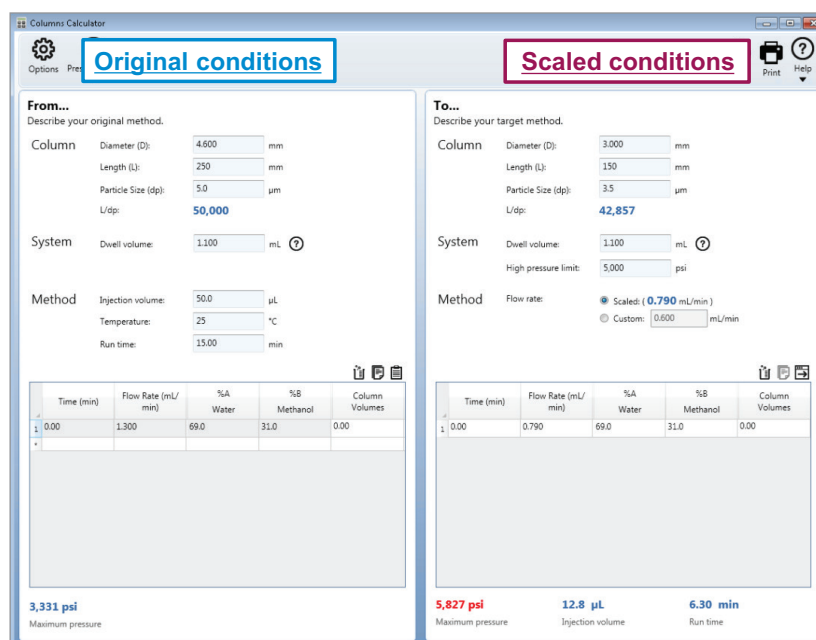 Columns Calculator
Options
Original conditions
Scaled conditions
Print
Help
From...
Describe your original method.
Column
Diameter (D): 4.600 mm
Length (L): 250 mm
Particle Size (dp): 5.0 µm
L/dp: 50,000
System
Dwell volume: 1.100 mL ?
Method
Injection volume: 50.0 µL
Temperature: 25 °C
Run time: 15.00 min
Time (min) Flow Rate (mL/min) %A Water %B Methanol Column Volumes
1 0.00 1.300 69.0 31.0 0.00
*
3,331 psi
Maximum pressure
To...
Describe your target method.
Column
Diameter (D): 3.000 mm
Length (L): 150 mm
Particle Size (dp): 3.5 µm
L/dp: 42,857
System
Dwell volume: 1.100 mL ?
High pressure limit: 5,000 psi
Method
Flow rate: Scaled: ( 0.790 mL/min )
Custom: 0.600 mL/min
Time (min) Flow Rate (mL/min) %A Water %B Methanol Column Volumes
1 0.00 0.790 69.0 31.0 0.00
5,827 psi 12.8 µL 6.30 min
Maximum pressure Injection volume Run time